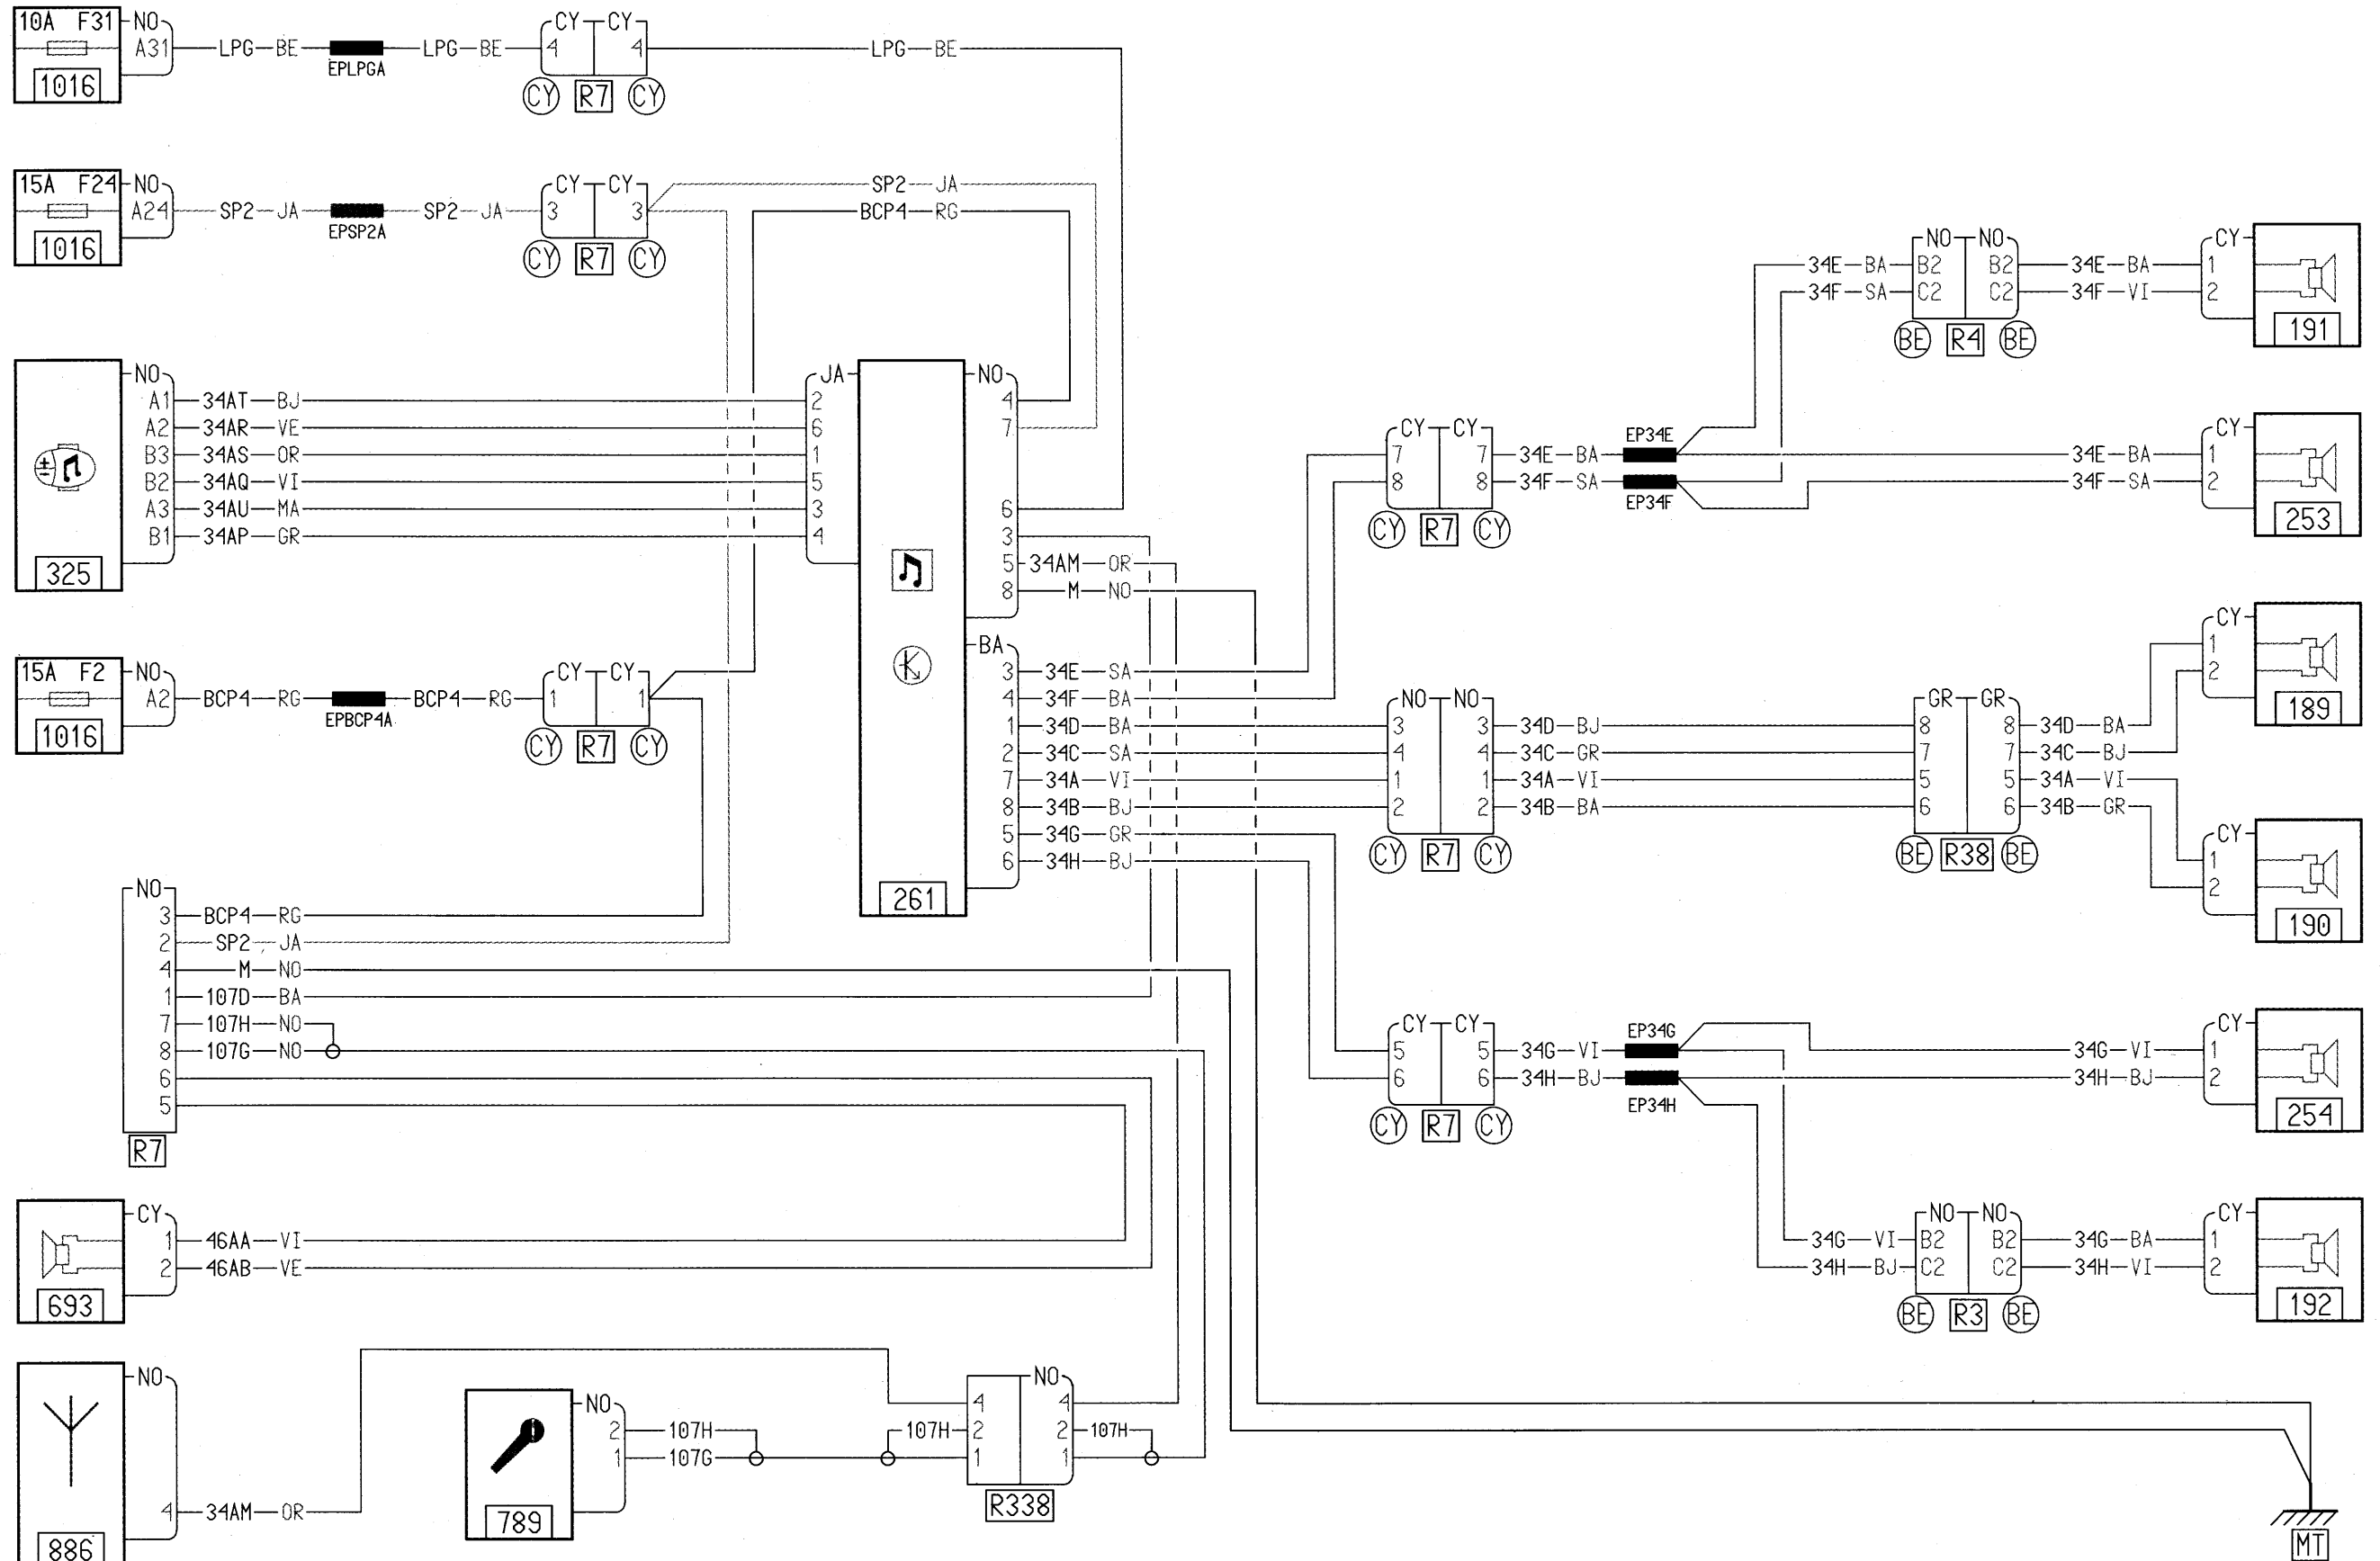 10A F31 NO
A31 LPG BE LPG BE
EPLPGA
1016
CY CY
4 4
CY R7 CY
LPG BE
15A F24 NO
A24 SP2 JA SP2 JA
EPSP2A
1016
CY CY
3 3
CY R7 CY
SP2 JA
BCP4 RG
NO
A1 34AT BJ
A2 34AR VE
B3 34AS OR
B2 34AQ VI
A3 34AU MA
B1 34AP GR
325
JA
2
6
1
5
3
4
261
NO
4
7
6
3
5 34AM OR
8 M NO
BA
3 34E SA
4 34F BA
1 34D BA
2 34C SA
7 34A VI
8 34B BJ
5 34G GR
6 34H BJ
15A F2 NO
A2 BCP4 RG BCP4 RG
EPBCP4A
1016
CY CY
1 1
CY R7 CY
NO
3 BCP4 RG
2 SP2 JA
4 M NO
1 107D BA
7 107H NO
8 107G NO
6
5
R7
CY
1 46AA VI
2 46AB VE
693
NO
4 34AM OR
886
NO
2 107H
1 107G
789
107H
NO
4 4
2 2 107H
1 1
R338
CY CY
7 7 34E BA
8 8 34F SA
CY R7 CY
EP34E
EP34F
34E BA
34F SA
NO NO
B2 B2 34E BA
C2 C2 34F VI
BE R4 BE
CY
1
2
191
34E BA
34F SA
CY
1
2
253
NO NO
3 3 34D BJ
4 4 34C GR
1 1 34A VI
2 2 34B BA
CY R7 CY
GR GR
8 8 34D BA
7 7 34C BJ
5 5 34A VI
6 6 34B GR
BE R38 BE
CY
1
2
189
CY
1
2
190
CY CY
5 5 34G VI
6 6 34H BJ
CY R7 CY
EP34G
EP34H
34G VI
34H BJ
CY
1
2
254
34G VI
34H BJ
NO NO
B2 B2 34G BA
C2 C2 34H VI
BE R3 BE
CY
1
2
192
MT